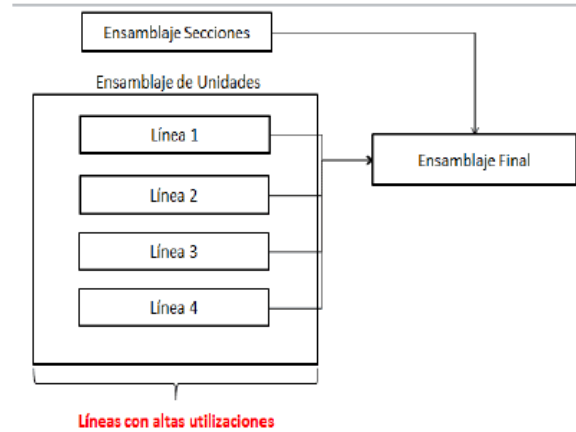 Ensamblaje Secciones
Ensamblaje de Unidades
Línea 1
Línea 2
Línea 3
Línea 4
Ensamblaje Final
Líneas con altas utilizaciones